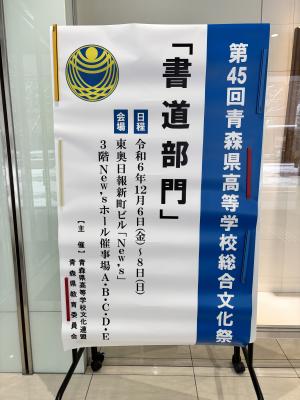 第45回青森県高等学校総合文化祭
「書道部門」
日程 令和6年12月6日(金)～8日(日)
会場 東奥日報新町ビル「New's」
3階New'sホール催事場A・B・C・D・E
【主催】青森県高等学校文化連盟
青森県教育委員会